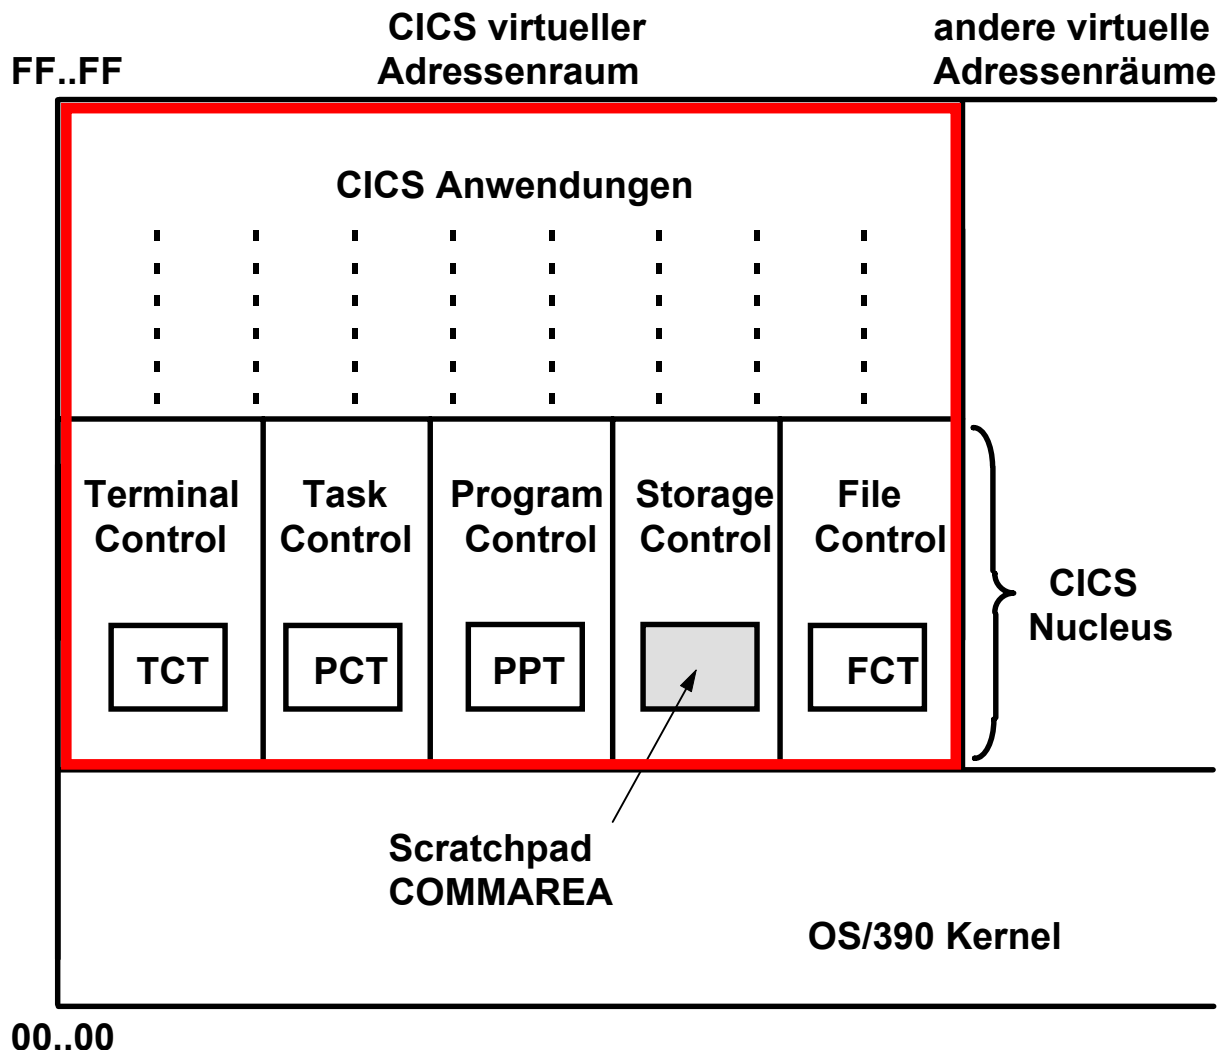 CICS virtueller
Adressenraum
andere virtuelle
Adressenräume
FF..FF
CICS Anwendungen
Terminal
Control
Task
Control
Program
Control
Storage
Control
File
Control
TCT
PCT
PPT
FCT
CICS
Nucleus
Scratchpad
COMMAREA
OS/390 Kernel
00..00